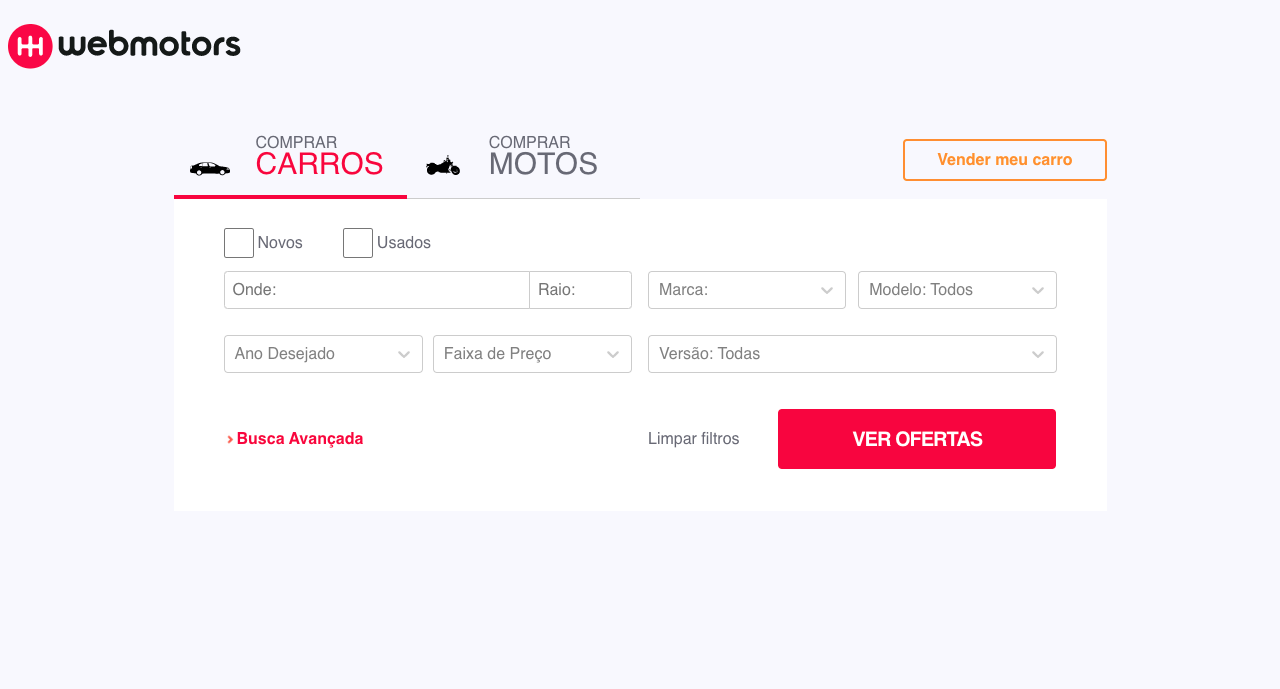 webmotors
COMPRAR
CARROS
COMPRAR
MOTOS
Vender meu carro
Novos
Usados
Onde:
Raio:
Marca:
Modelo: Todos
Ano Desejado
Faixa de Preço
Versão: Todas
Busca Avançada
Limpar filtros
VER OFERTAS